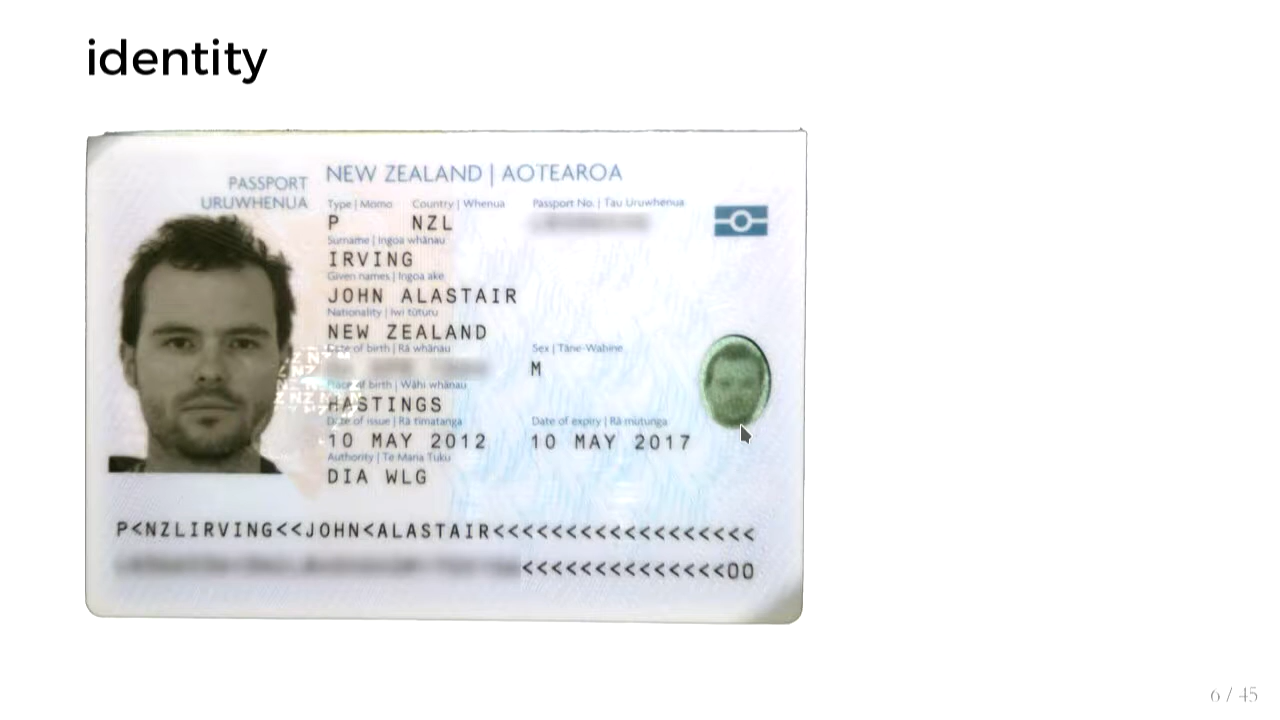 identity
PASSPORT
URUWHENUA
NEW ZEALAND | AOTEAROA
Type | Momo Country | Whenua Passport No. | Tau Uruwhenua
P NZL
Surname | Ingoa whānau
IRVING
Given names | Ingoa ake
JOHN ALASTAIR
Nationality | Iwi tūturu
NEW ZEALAND
Date of birth | Rā whānau Sex | Tāne-Wahine
M
Place of birth | Wāhi whānau
HASTINGS
Date of issue | Rā timatanga Date of expiry | Rā mutunga
10 MAY 2012 10 MAY 2017
Authority | Te Mana Tuku
DIA WLG
P<NZLIRVING<<JOHN<ALASTAIR<<<<<<<<<<<<<<<<<<
<<<<<<<<<<<<<<00
6 / 45